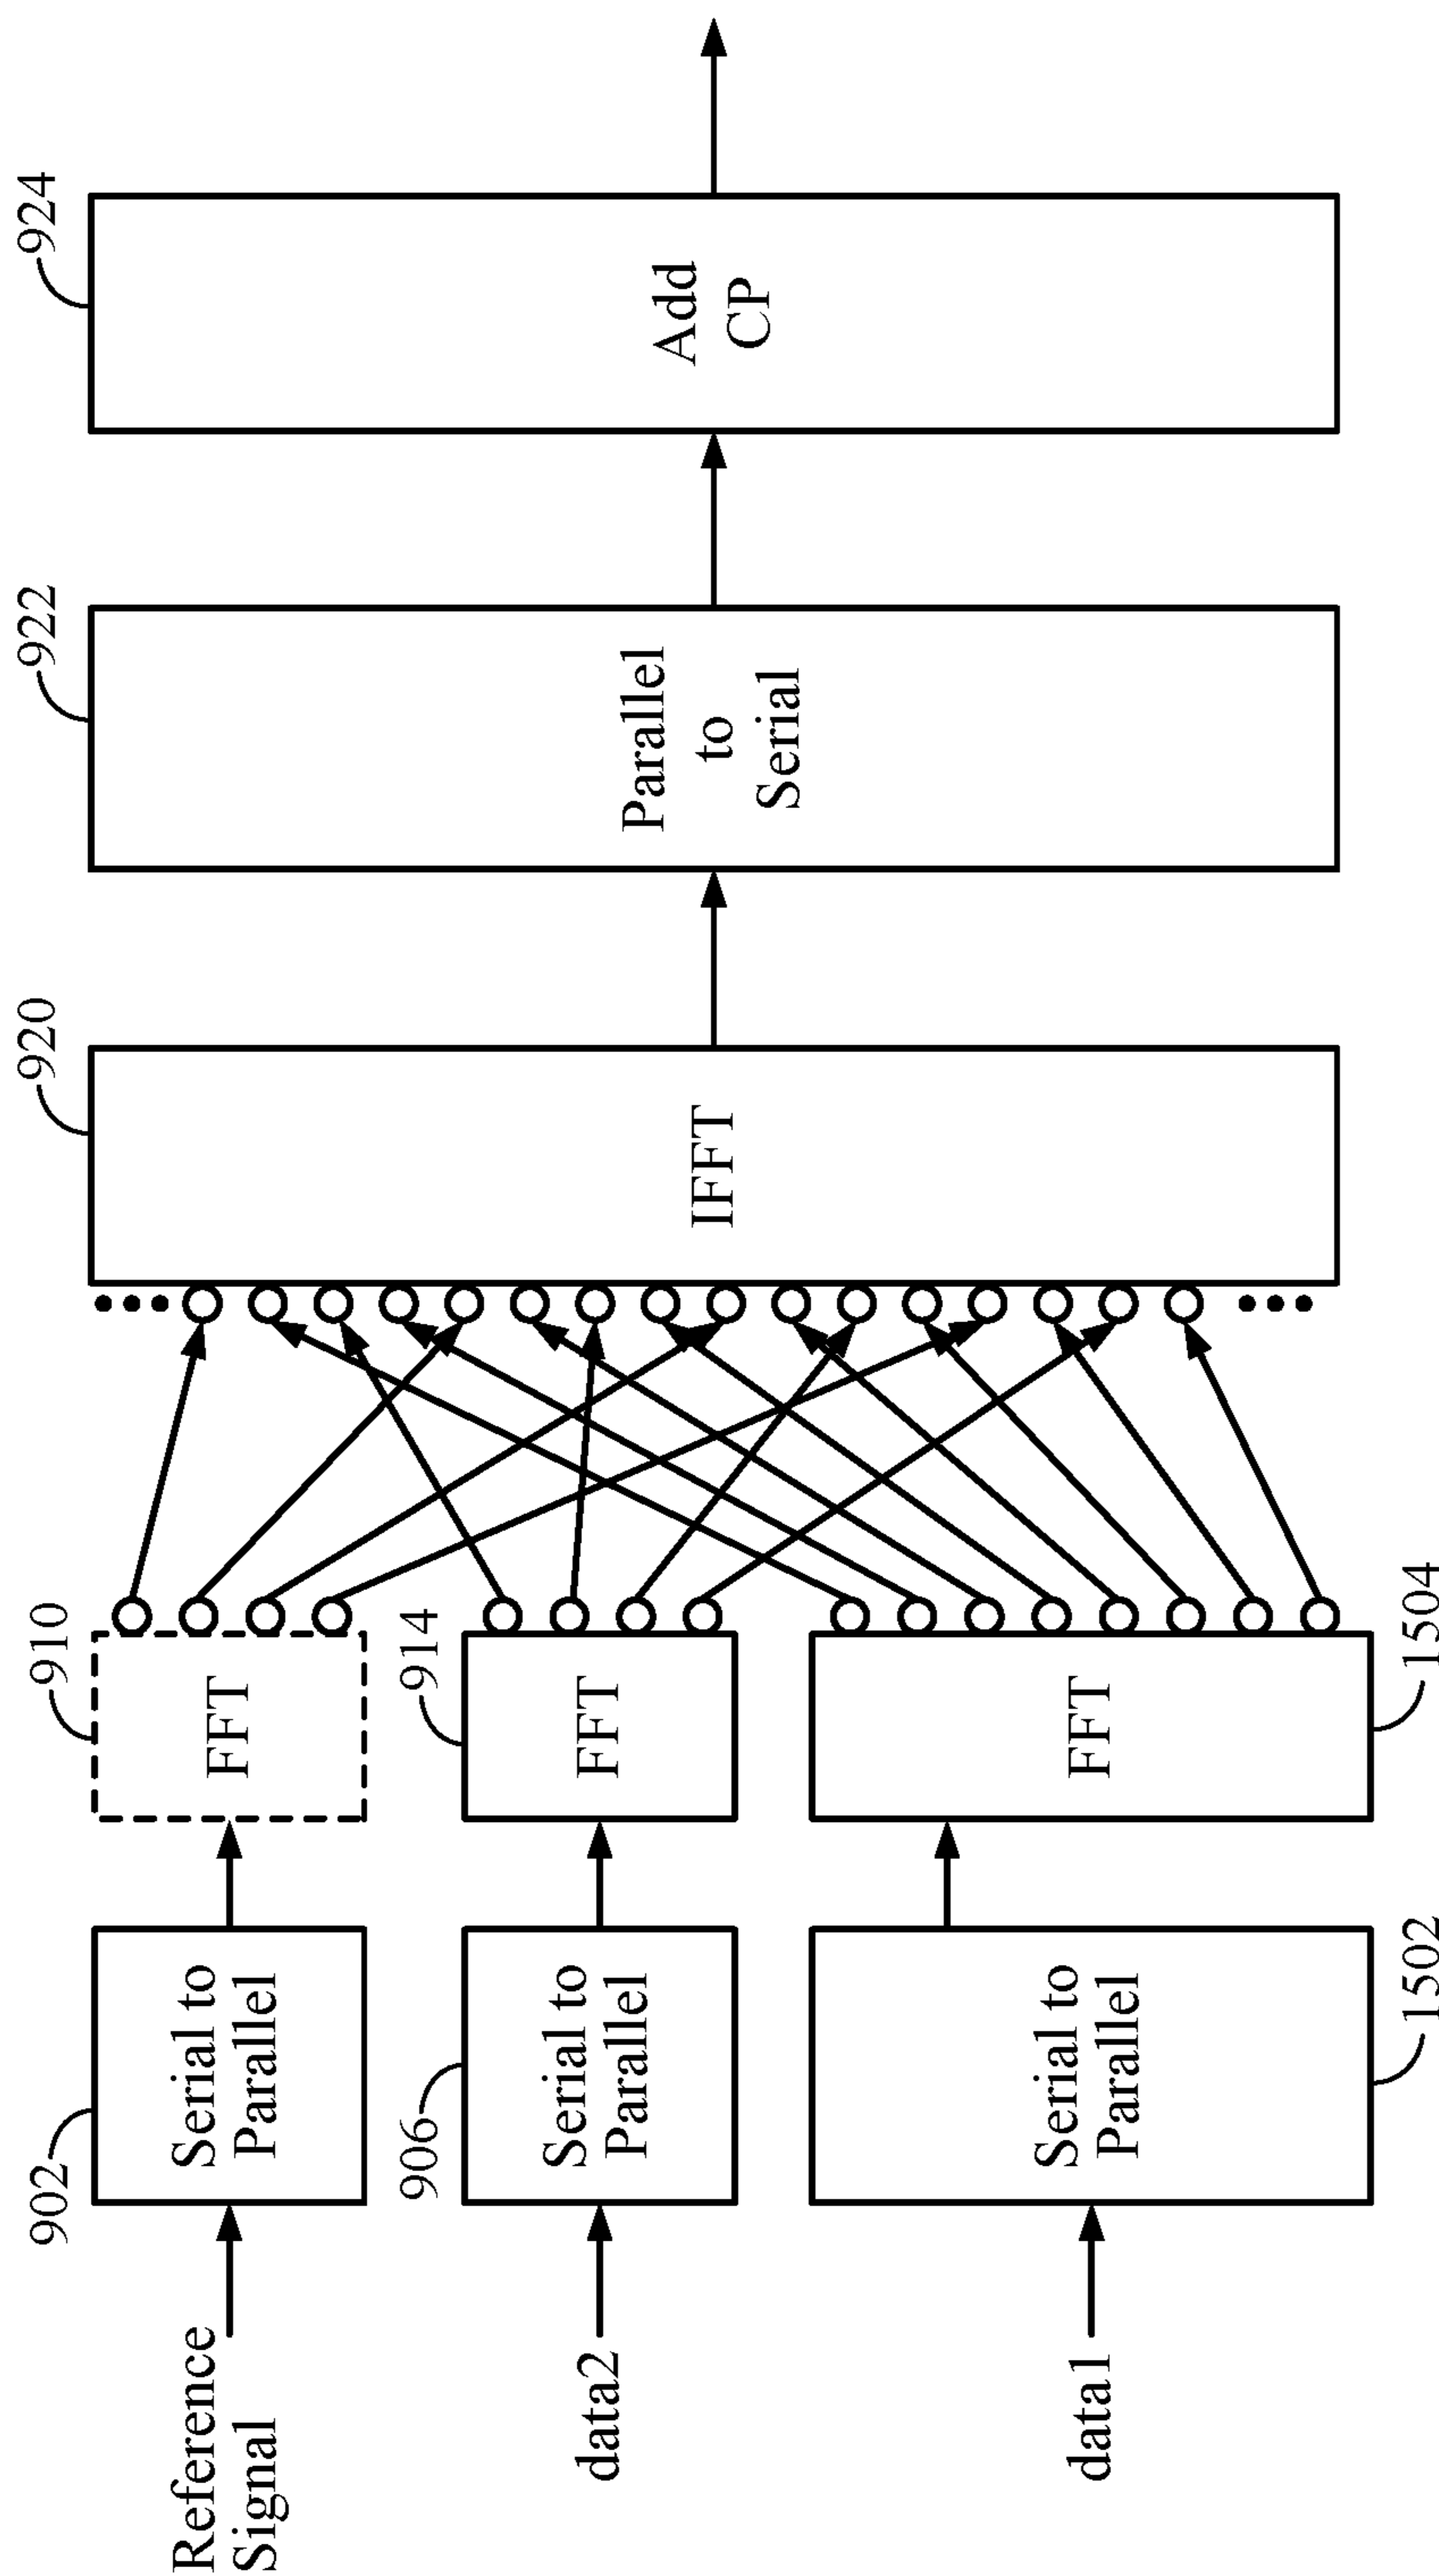 Reference
Signal
902
Serial to
Parallel
910
FFT
data2
906
Serial to
Parallel
914
FFT
data1
1502
Serial to
Parallel
1504
FFT
920
IFFT
922
Parallel
to
Serial
924
Add
CP